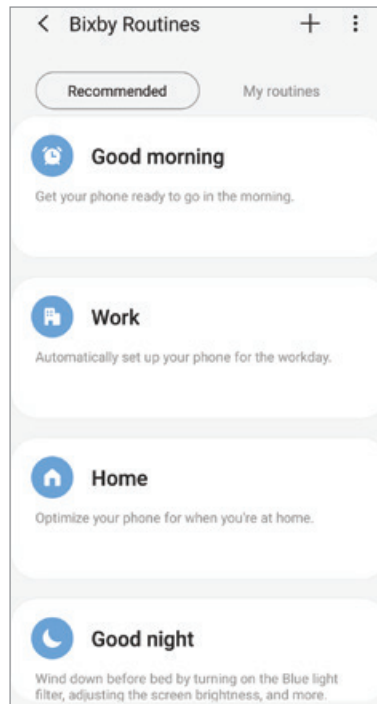 Bixby Routines
Recommended
My routines
Good morning
Get your phone ready to go in the morning.
Work
Automatically set up your phone for the workday.
Home
Optimize your phone for when you're at home.
Good night
Wind down before bed by turning on the Blue light
filter, adjusting the screen brightness, and more.